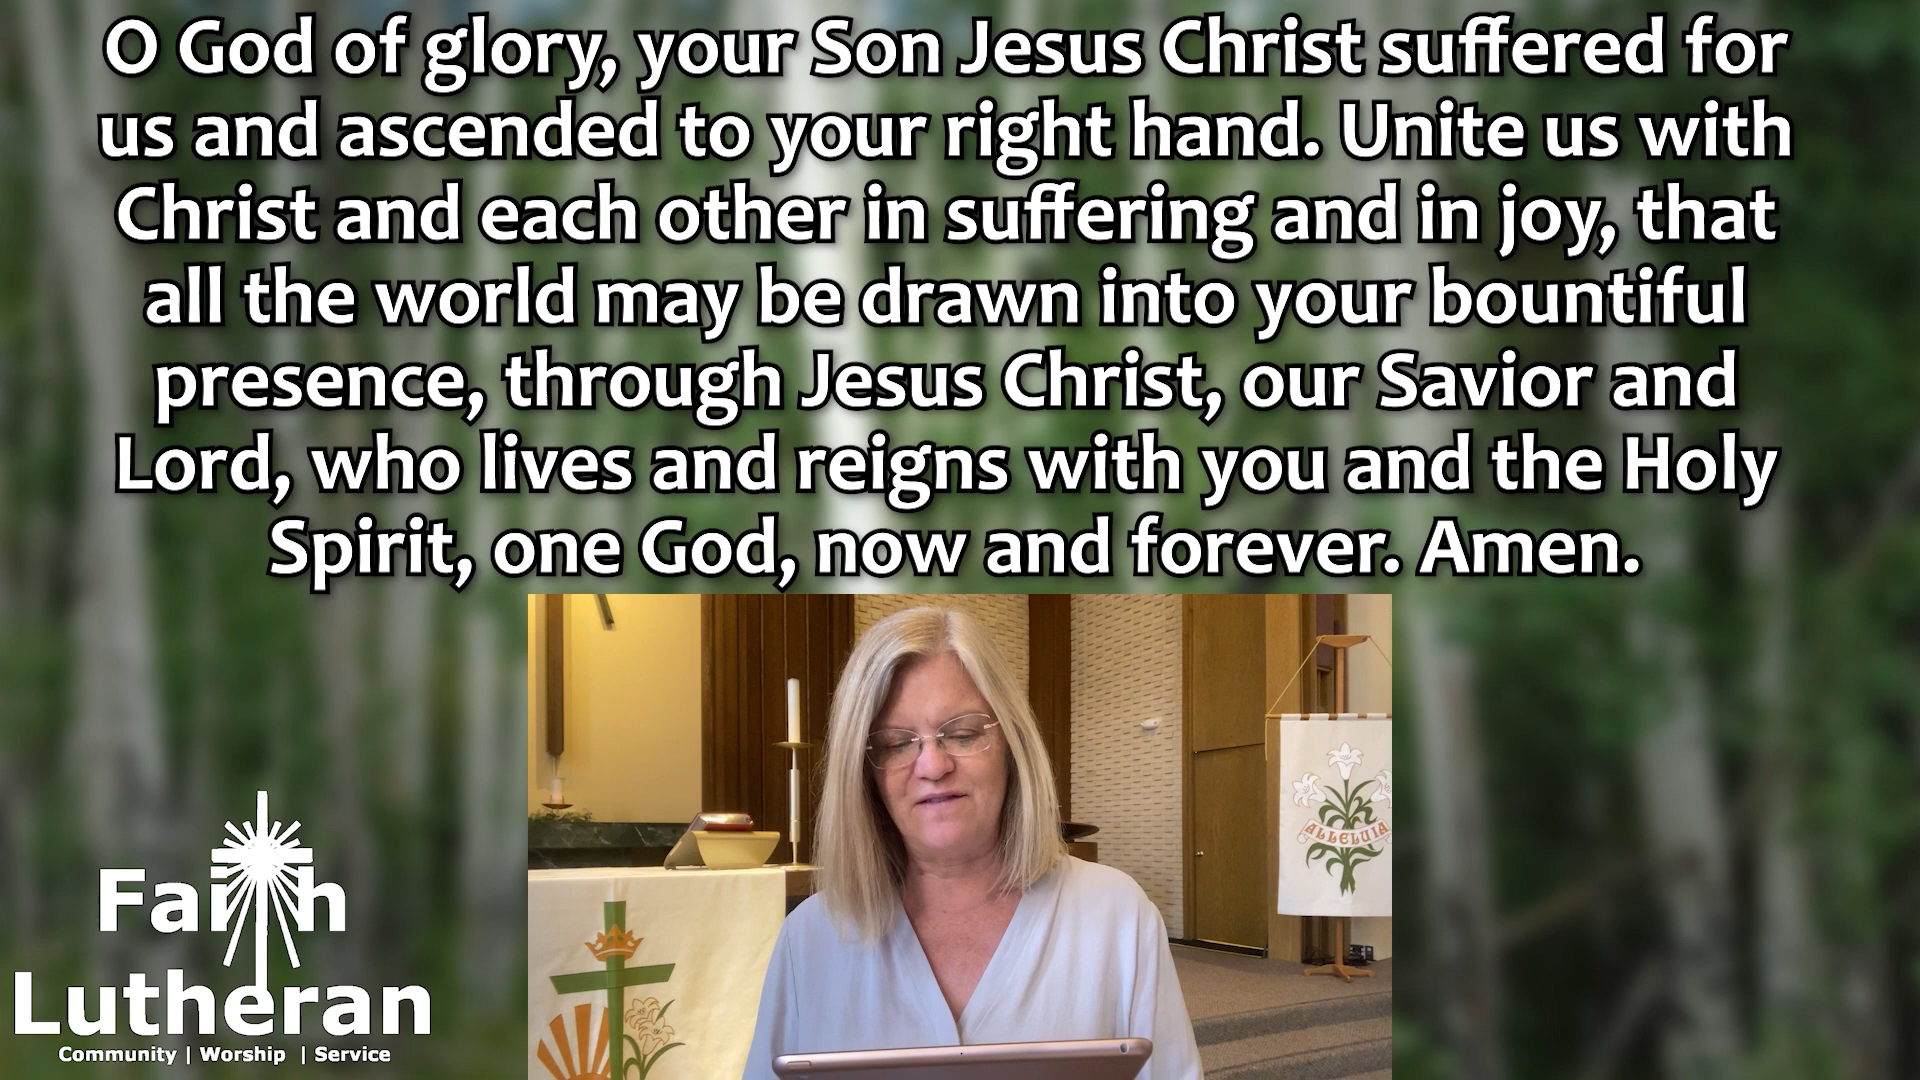 O God of glory, your Son Jesus Christ suffered for
us and ascended to your right hand. Unite us with
Christ and each other in suffering and in joy, that
all the world may be drawn into your bountiful
presence, through Jesus Christ, our Savior and
Lord, who lives and reigns with you and the Holy
Spirit, one God, now and forever. Amen.
ALLELUIA
Faith
Lutheran
Community | Worship | Service